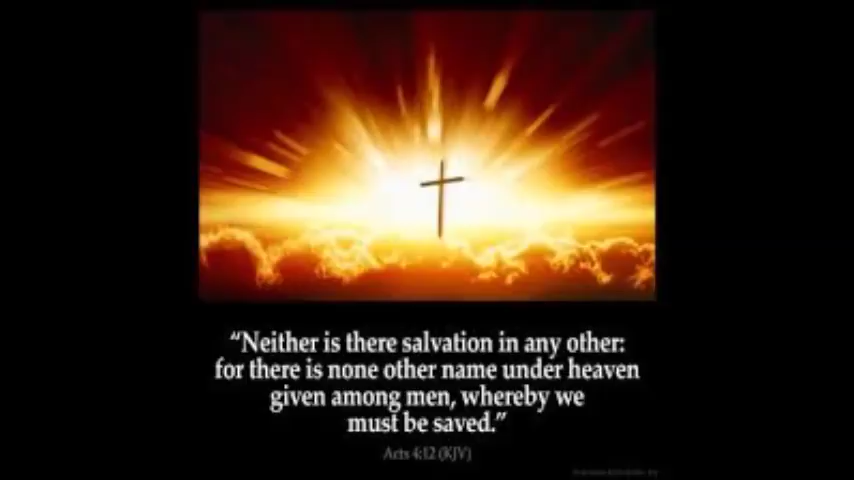 “Neither is there salvation in any other:
for there is none other name under heaven
given among men, whereby we
must be saved.”
Acts 4:12 (KJV)